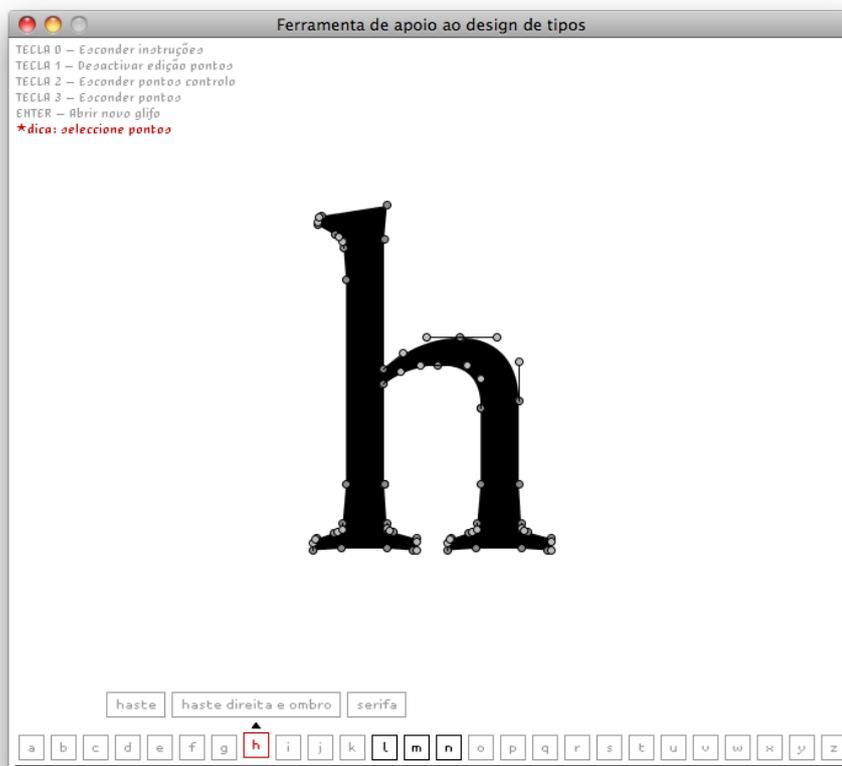 Ferramenta de apoio ao design de tipos
TECLA 0 – Esconder instruções
TECLA 1 – Desactivar edição pontos
TECLA 2 – Esconder pontos controlo
TECLA 3 – Esconder pontos
ENTER – Abrir novo glifo
*dica: seleccione pontos
h
haste haste direita e ombro serifa
a b c d e f g h i j k l m n o p q r s t u v w x y z